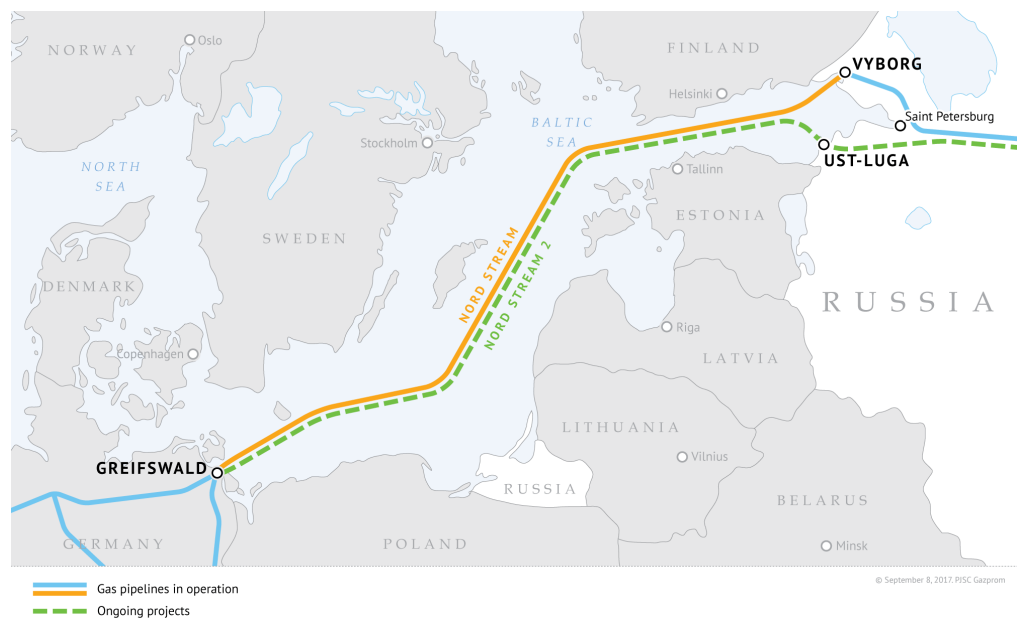 NORWAY
Oslo
FINLAND
VYBORG
Helsinki
Saint Petersburg
BALTIC
SEA
Stockholm
UST-LUGA
NORTH
SEA
Tallinn
ESTONIA
SWEDEN
NORD STREAM
NORD STREAM 2
DENMARK
RUSSIA
Riga
Copenhagen
LATVIA
LITHUANIA
Vilnius
GREIFSWALD
RUSSIA
BELARUS
GERMANY
POLAND
Minsk
© September 8, 2017. PJSC Gazprom
Gas pipelines in operation
Ongoing projects